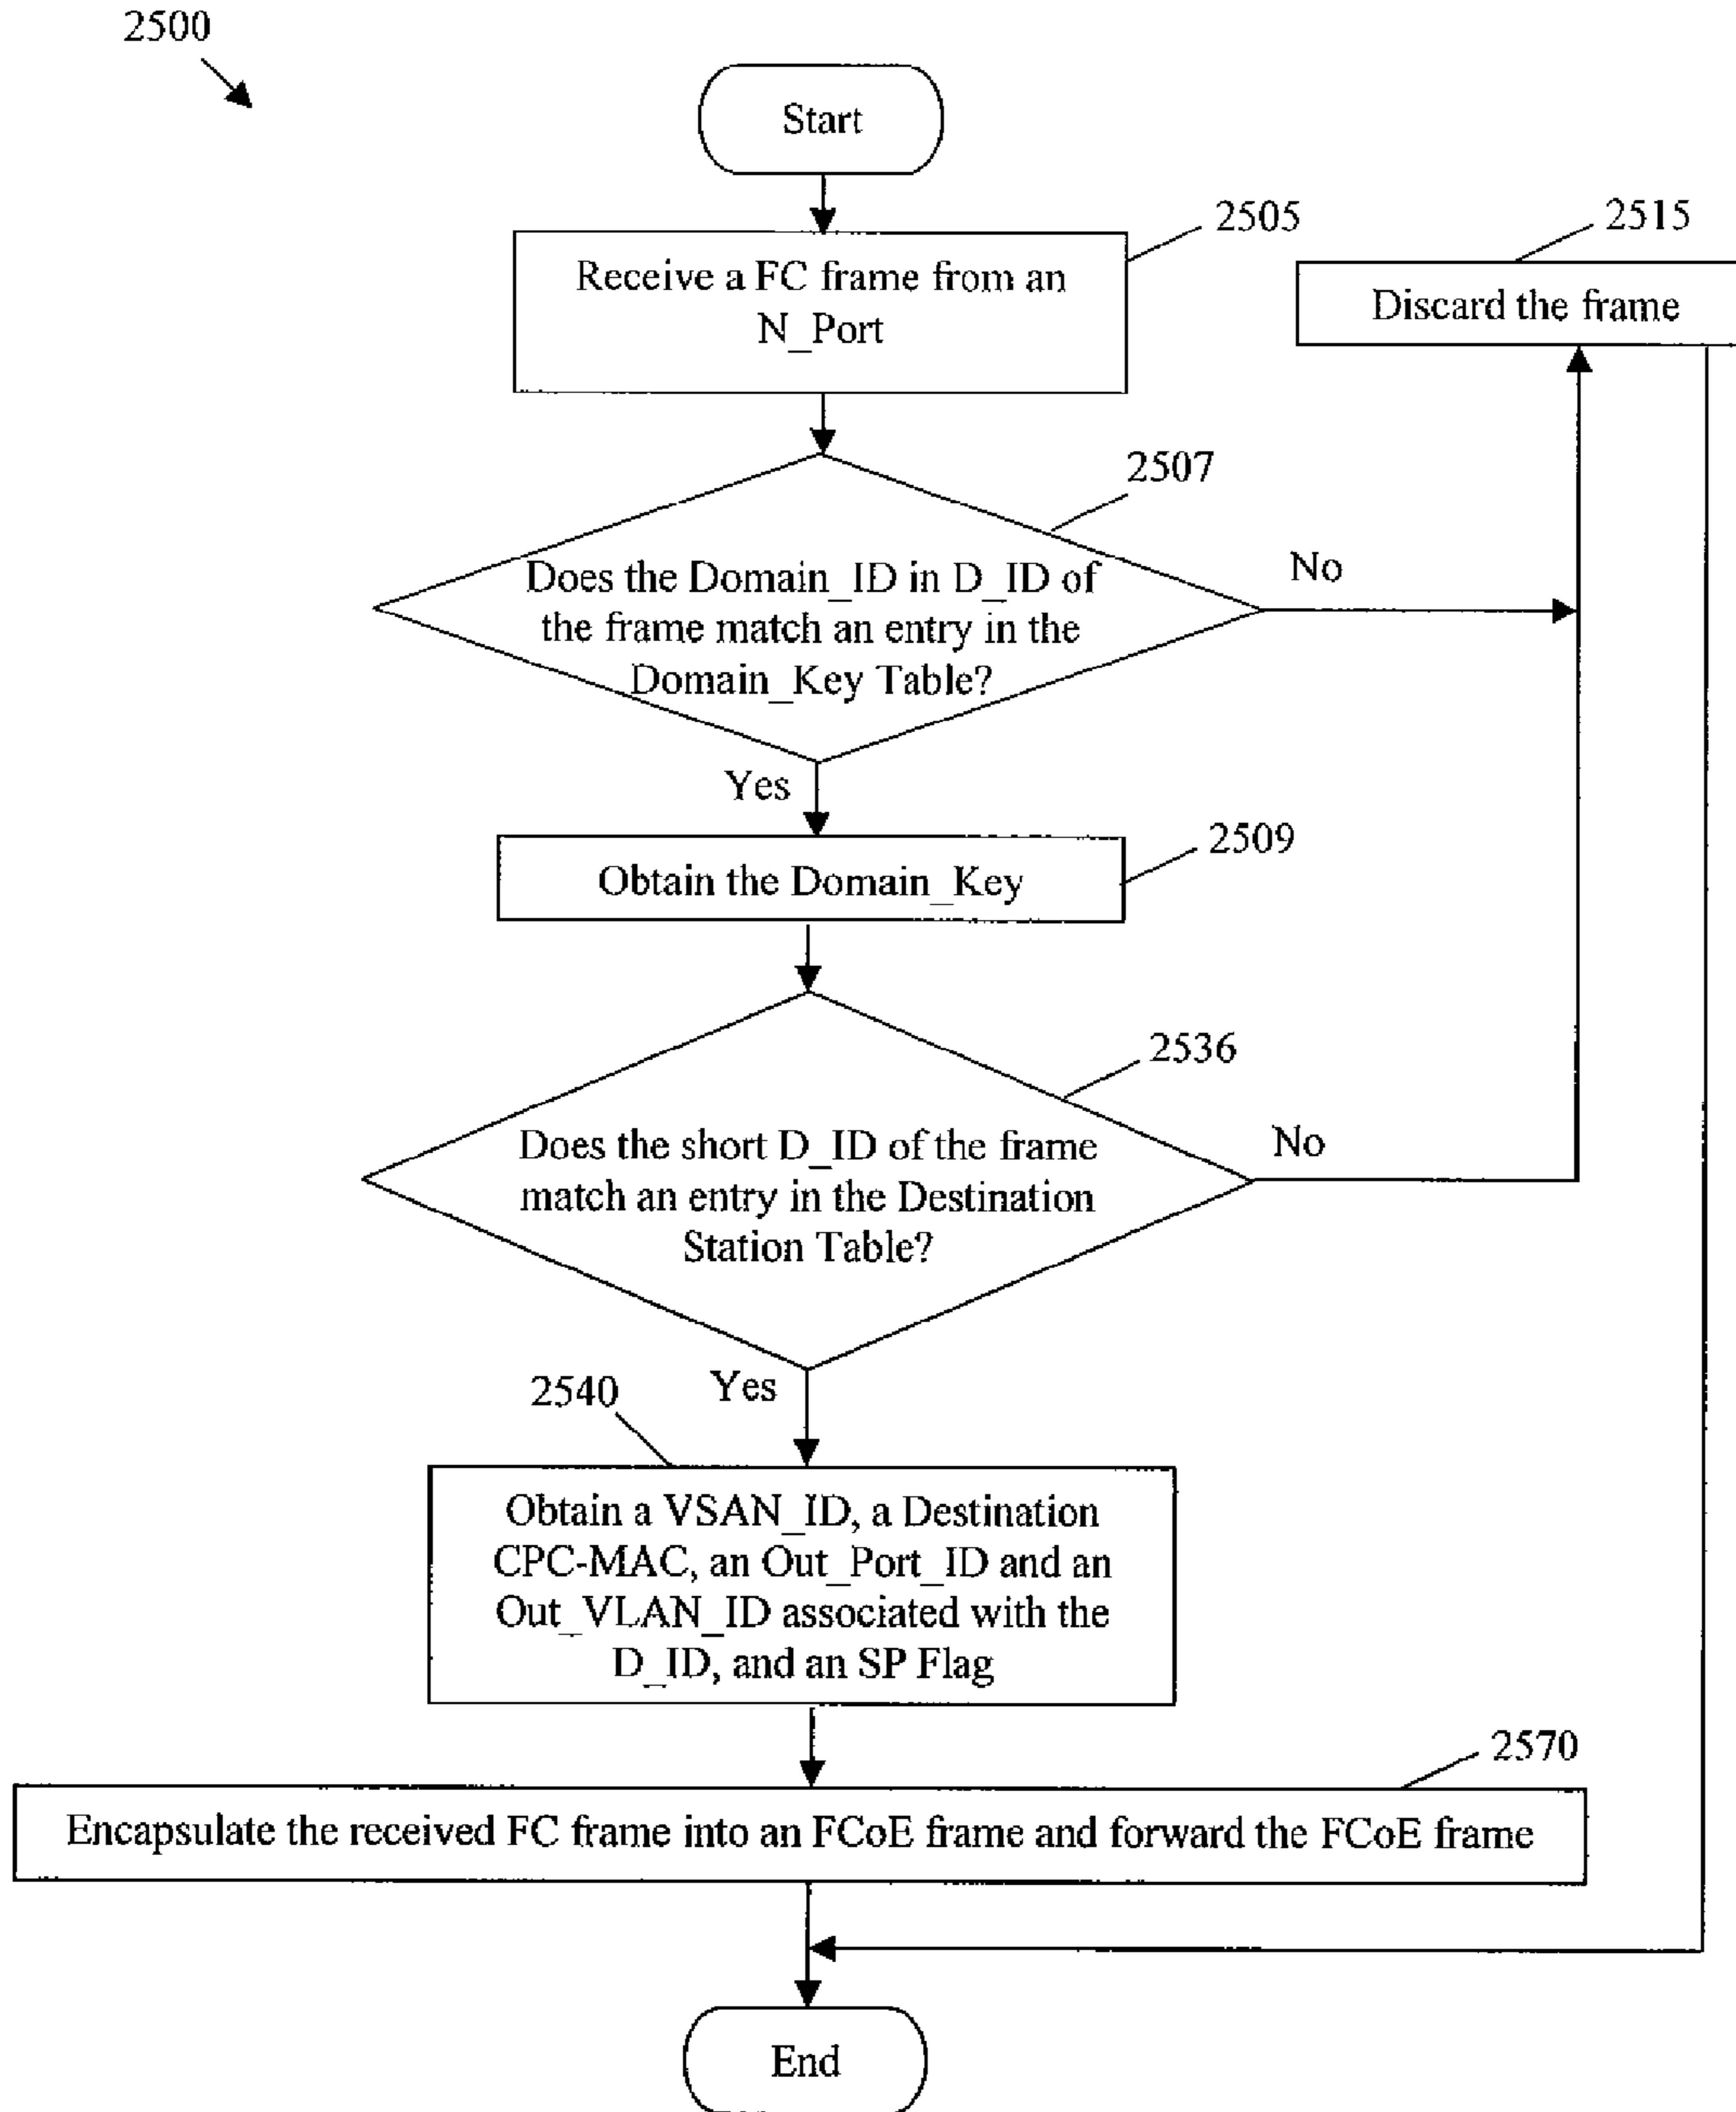 2500
Start
2505
2515
Receive a FC frame from an
N_Port
Discard the frame
2507
Does the Domain_ID in D_ID of
the frame match an entry in the
Domain_Key Table?
No
Yes
2509
Obtain the Domain_Key
2536
Does the short D_ID of the frame
match an entry in the Destination
Station Table?
No
2540
Yes
Obtain a VSAN_ID, a Destination
CPC-MAC, an Out_Port_ID and an
Out_VLAN_ID associated with the
D_ID, and an SP Flag
2570
Encapsulate the received FC frame into an FCoE frame and forward the FCoE frame
End